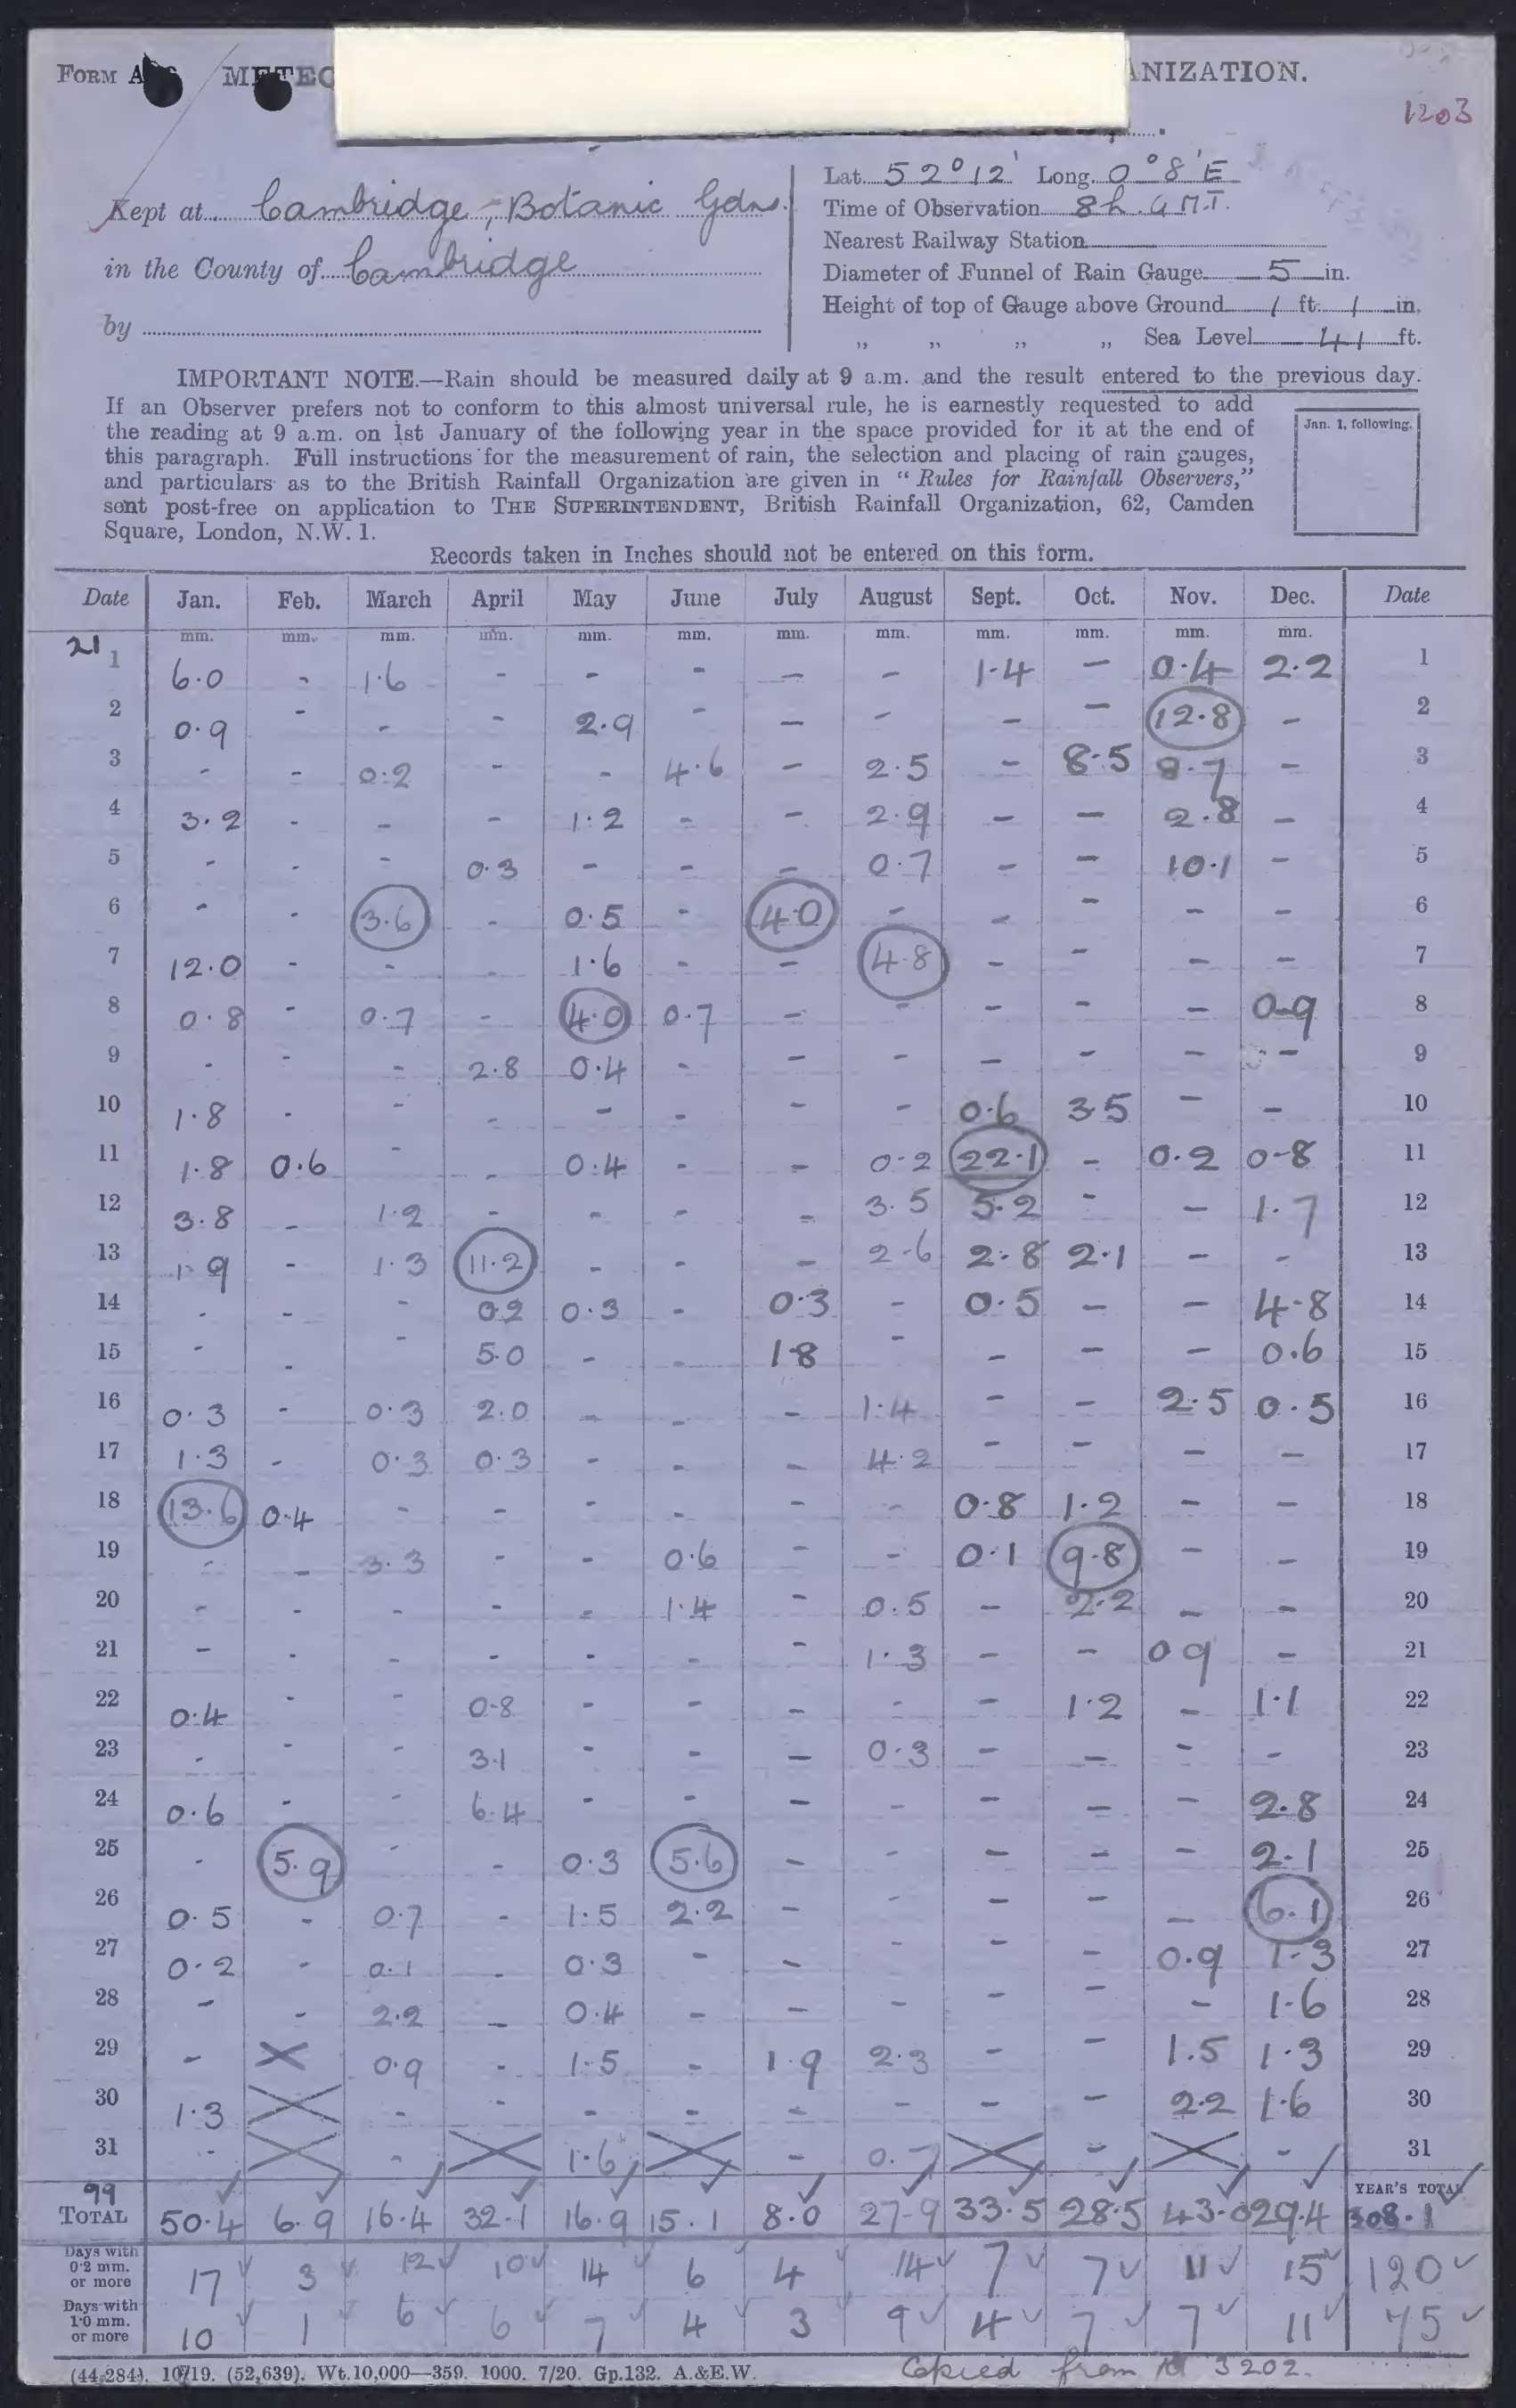 FORM A METEO NIZATION.
1203
Lat. 52° 12' Long. 0° 8' E
Kept at Cambridge, Botanic Gdns. Time of Observation 8h. G.M.T.
Nearest Railway Station
in the County of Cambridge Diameter of Funnel of Rain Gauge 5 in.
Height of top of Gauge above Ground 1 ft. 1 in.
by ,, ,, ,, ,, Sea Level 41 ft.
IMPORTANT NOTE.—Rain should be measured daily at 9 a.m. and the result entered to the previous day.
If an Observer prefers not to conform to this almost universal rule, he is earnestly requested to add
the reading at 9 a.m. on 1st January of the following year in the space provided for it at the end of
this paragraph. Full instructions for the measurement of rain, the selection and placing of rain gauges,
and particulars as to the British Rainfall Organization are given in "Rules for Rainfall Observers,"
sent post-free on application to THE SUPERINTENDENT, British Rainfall Organization, 62, Camden
Square, London, N.W. 1.
Jan. 1, following.
Records taken in Inches should not be entered on this form.
Date Jan. Feb. March April May June July August Sept. Oct. Nov. Dec. Date
21 mm. mm. mm. mm. mm. mm. mm. mm. mm. mm. mm. mm.
1 6.0 - 1.6 - - - - - 1.4 - 0.4 2.2 1
2 0.9 - - - 2.9 - - - - - 12.8 - 2
3 - - 0.2 - - 4.6 - 2.5 - 8.5 8.7 - 3
4 3.2 - - - 1.2 - - 2.9 - - 2.8 - 4
5 - - - 0.3 - - - 0.7 - - 10.1 - 5
6 - - 3.6 - 0.5 - 4.0 - - - - - 6
7 12.0 - - - 1.6 - - 4.8 - - - - 7
8 0.8 - 0.7 - 4.0 0.7 - - - - - 0.9 8
9 - - - 2.8 0.4 - - - - - - - 9
10 1.8 - - - - - - - 0.6 3.5 - - 10
11 1.8 0.6 - - 0.4 - - 0.2 22.1 - 0.2 0.8 11
12 3.8 - 1.2 - - - - 3.5 5.2 - - 1.7 12
13 1.9 - 1.3 11.2 - - - 2.6 2.8 2.1 - - 13
14 - - - 0.2 0.3 - 0.3 - 0.5 - - 4.8 14
15 - - - 5.0 - - 1.8 - - - - 0.6 15
16 0.3 - 0.3 2.0 - - - 1.4 - - 2.5 0.5 16
17 1.3 - 0.3 0.3 - - - 4.2 - - - - 17
18 13.6 0.4 - - - - - - 0.8 1.2 - - 18
19 - - 3.3 - - 0.6 - - 0.1 9.8 - - 19
20 - - - - - 1.4 - 0.5 - 2.2 - - 20
21 - - - - - - - 1.3 - - 0 9 - 21
22 0.4 - - 0.8 - - - - - 1.2 - 1.1 22
23 - - - 3.1 - - - 0.3 - - - - 23
24 0.6 - - 6.4 - - - - - - - 2.8 24
25 - 5.9 - - 0.3 5.6 - - - - - 2.1 25
26 0.5 - 0.7 - 1.5 2.2 - - - - - 6.1 26
27 0.2 - 0.1 - 0.3 - - - - - 0.9 1.3 27
28 - - 2.2 - 0.4 - - - - - - 1.6 28
29 - × 0.9 - 1.5 - 1.9 2.3 - - 1.5 1.3 29
30 1.3 × - - - - - - - - 2.2 1.6 30
31 - × - × 1.6 × - 0.7 × - × - 31
99 YEAR'S TOTAL
TOTAL 50.4 6.9 16.4 32.1 16.9 15.1 8.0 27.9 33.5 28.5 43.0 29.4 308.1
Days with
0·2 mm. 17 3 12 10 14 6 4 14 7 7 11 15 120
or more
Days with
1·0 mm. 10 1 6 6 7 4 3 9 4 7 7 11 75
or more
(44,284). 10/19. (52,639). Wt.10,000—359. 1000. 7/20. Gp.132. A.&E.W.
Copied from 3202.